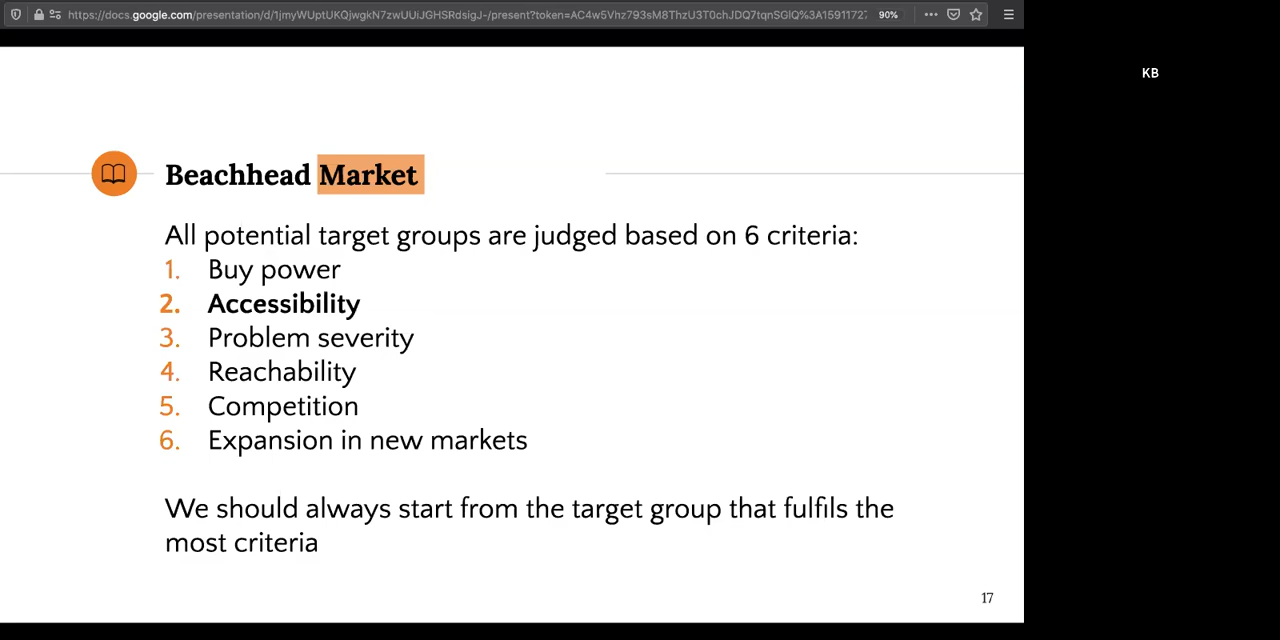 https://docs.google.com/presentation/d/1jmyWUptUKQjwgkN7zwUUiJGHSRdsigJ-/present?token=AC4w5Vhz793sM8ThzU3T0chJDQ7tqnSGlQ%3A15911727 90%
KB
Beachhead Market
All potential target groups are judged based on 6 criteria:
1. Buy power
2. Accessibility
3. Problem severity
4. Reachability
5. Competition
6. Expansion in new markets
We should always start from the target group that fulfils the
most criteria
17